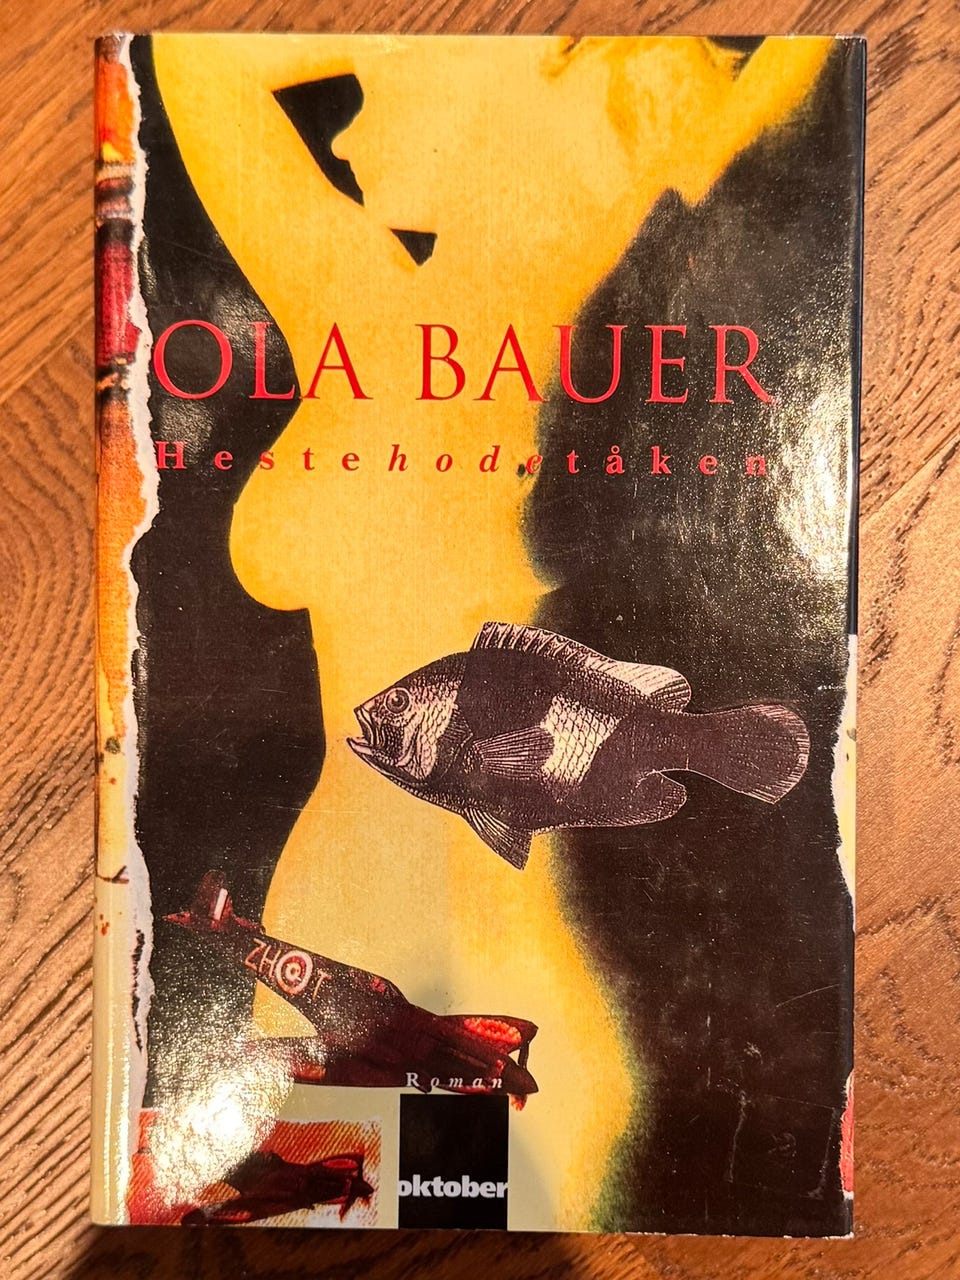 OLA BAUER
Hestehodetåken
ZH T
Roman
oktober